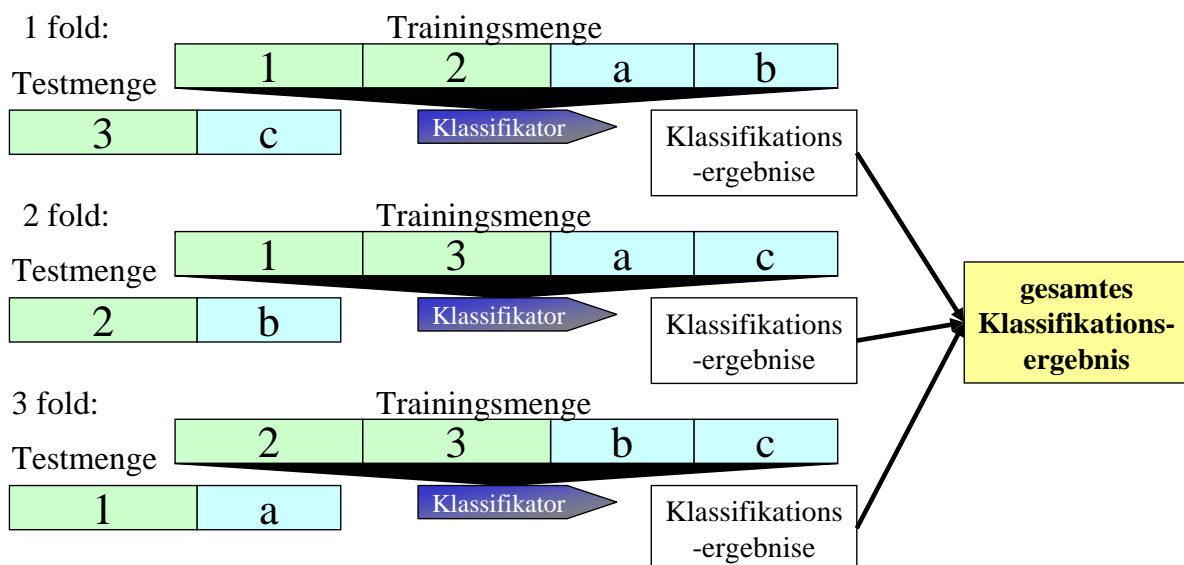 1 fold:
Trainingsmenge
1 2 a b
Testmenge
3 c
Klassifikator
Klassifikations
-ergebnise
2 fold:
Trainingsmenge
1 3 a c
Testmenge
2 b
Klassifikator
Klassifikations
-ergebnise
3 fold:
Trainingsmenge
2 3 b c
Testmenge
1 a
Klassifikator
Klassifikations
-ergebnise
gesamtes
Klassifikations-
ergebnis